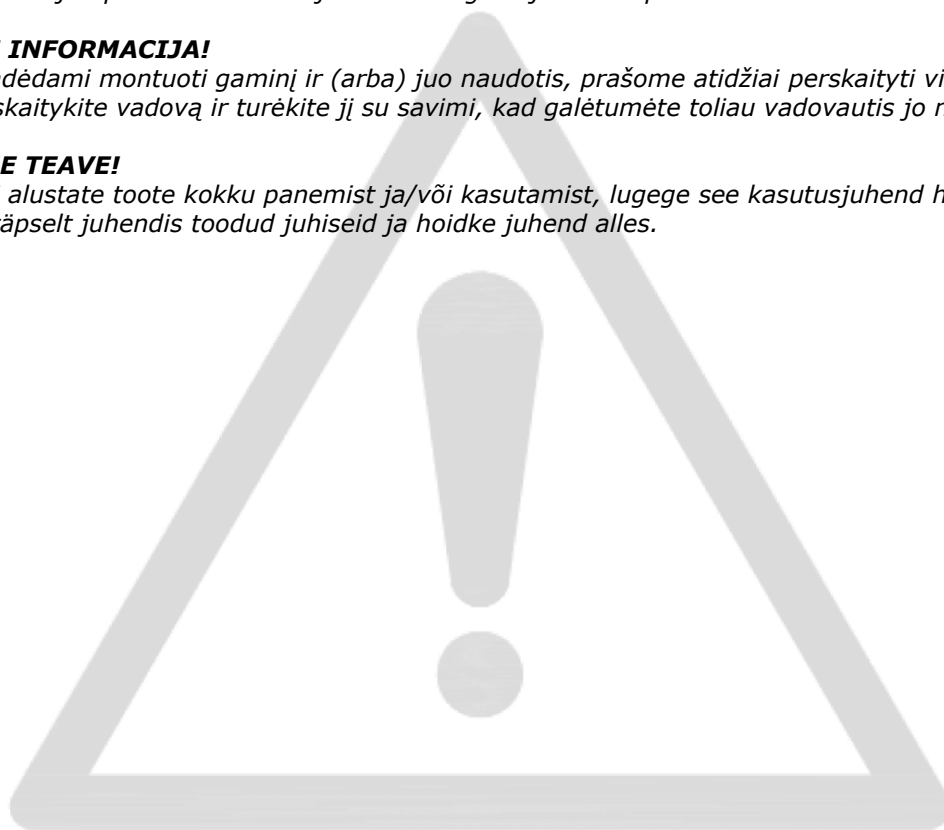 INFORMACIJA!
dėdami montuoti gaminį ir (arba) juo naudotis, prašome atidžiai perskaityti
skaitykite vadovą ir turėkite jį su savimi, kad galėtumėte toliau vadovautis jo
E TEAVE!
alustate toote kokku panemist ja/või kasutamist, lugege see kasutusjuhend
äpselt juhendis toodud juhiseid ja hoidke juhend alles.